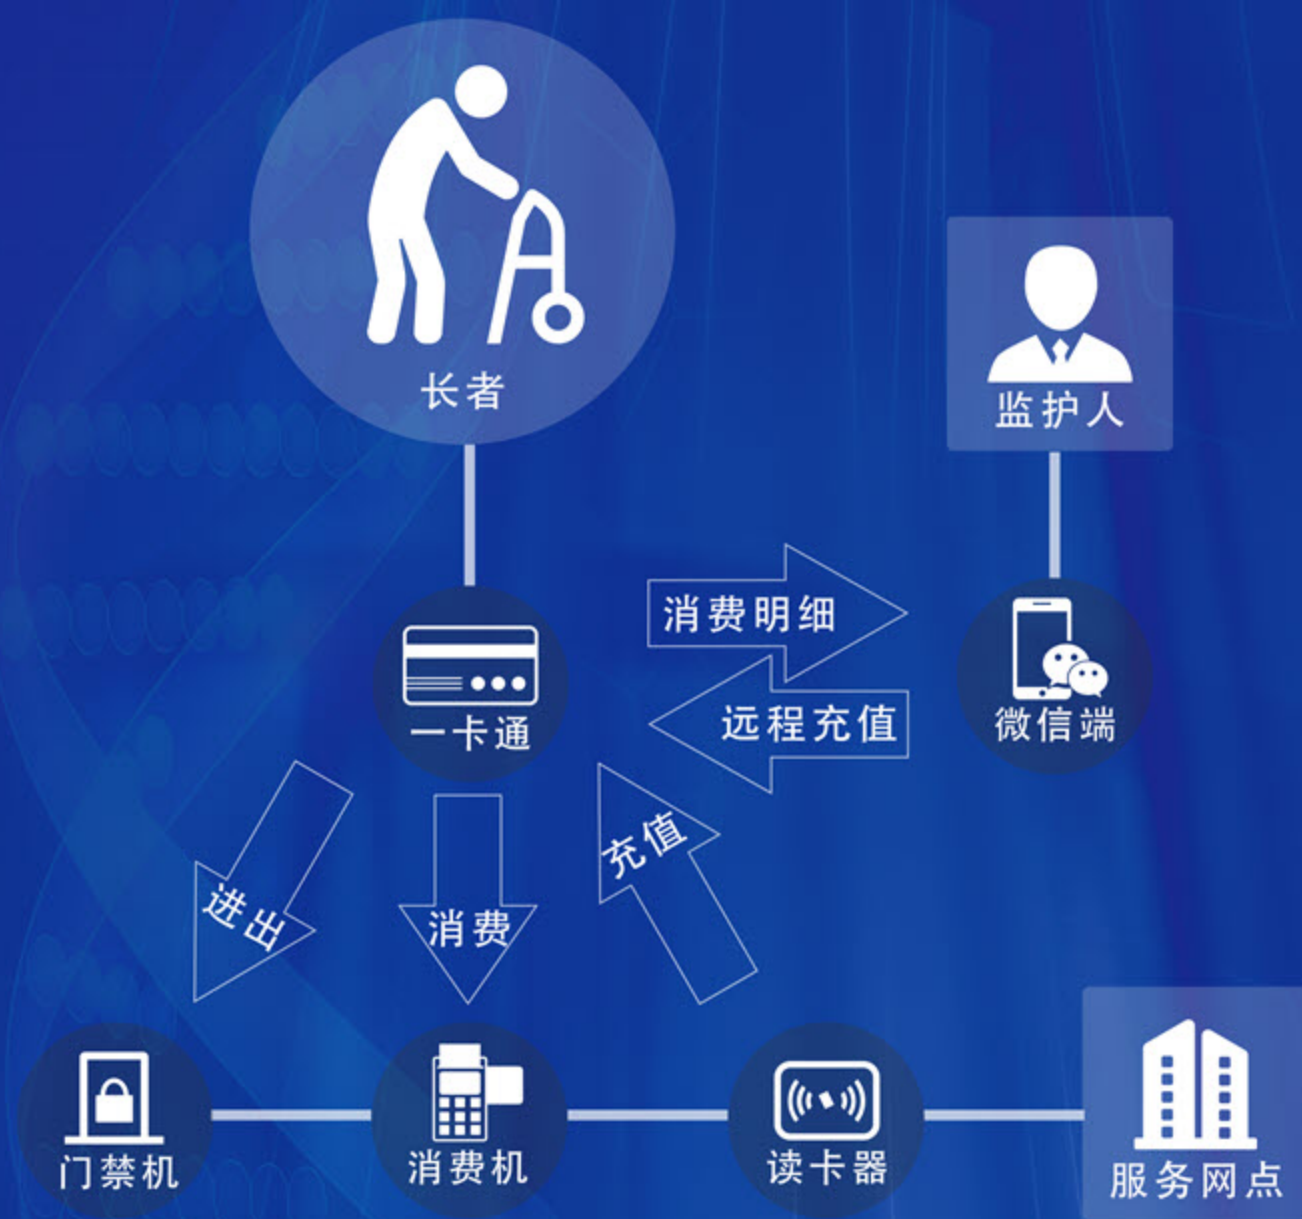 长者
监护人
消费明细
一卡通
远程充值
微信端
充值
进出
消费
门禁机
消费机
读卡器
服务网点